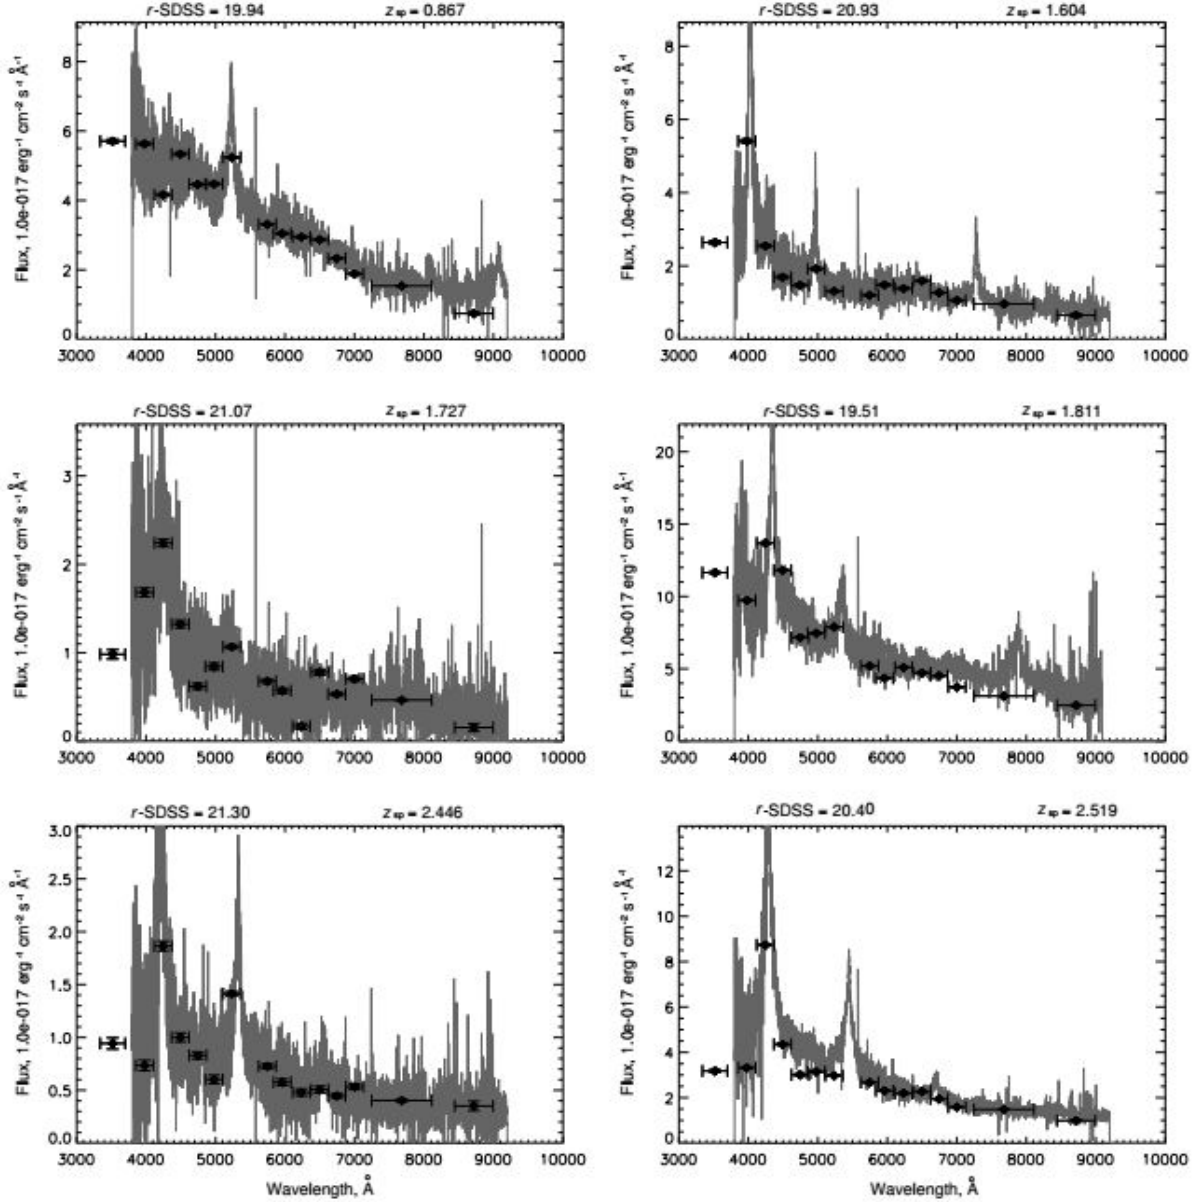 r-SDSS = 19.94 z sp = 0.867
Flux, 1.0e-017 erg⁻¹ cm⁻² s⁻¹ Å⁻¹
8
6
4
2
0
3000 4000 5000 6000 7000 8000 9000 10000
r-SDSS = 20.93 z sp = 1.604
Flux, 1.0e-017 erg⁻¹ cm⁻² s⁻¹ Å⁻¹
8
6
4
2
0
3000 4000 5000 6000 7000 8000 9000 10000
r-SDSS = 21.07 z sp = 1.727
Flux, 1.0e-017 erg⁻¹ cm⁻² s⁻¹ Å⁻¹
3
2
1
0
3000 4000 5000 6000 7000 8000 9000 10000
r-SDSS = 19.51 z sp = 1.811
Flux, 1.0e-017 erg⁻¹ cm⁻² s⁻¹ Å⁻¹
20
15
10
5
0
3000 4000 5000 6000 7000 8000 9000 10000
r-SDSS = 21.30 z sp = 2.446
Flux, 1.0e-017 erg⁻¹ cm⁻² s⁻¹ Å⁻¹
3.0
2.5
2.0
1.5
1.0
0.5
0.0
3000 4000 5000 6000 7000 8000 9000 10000
Wavelength, Å
r-SDSS = 20.40 z sp = 2.519
Flux, 1.0e-017 erg⁻¹ cm⁻² s⁻¹ Å⁻¹
12
10
8
6
4
2
0
3000 4000 5000 6000 7000 8000 9000 10000
Wavelength, Å